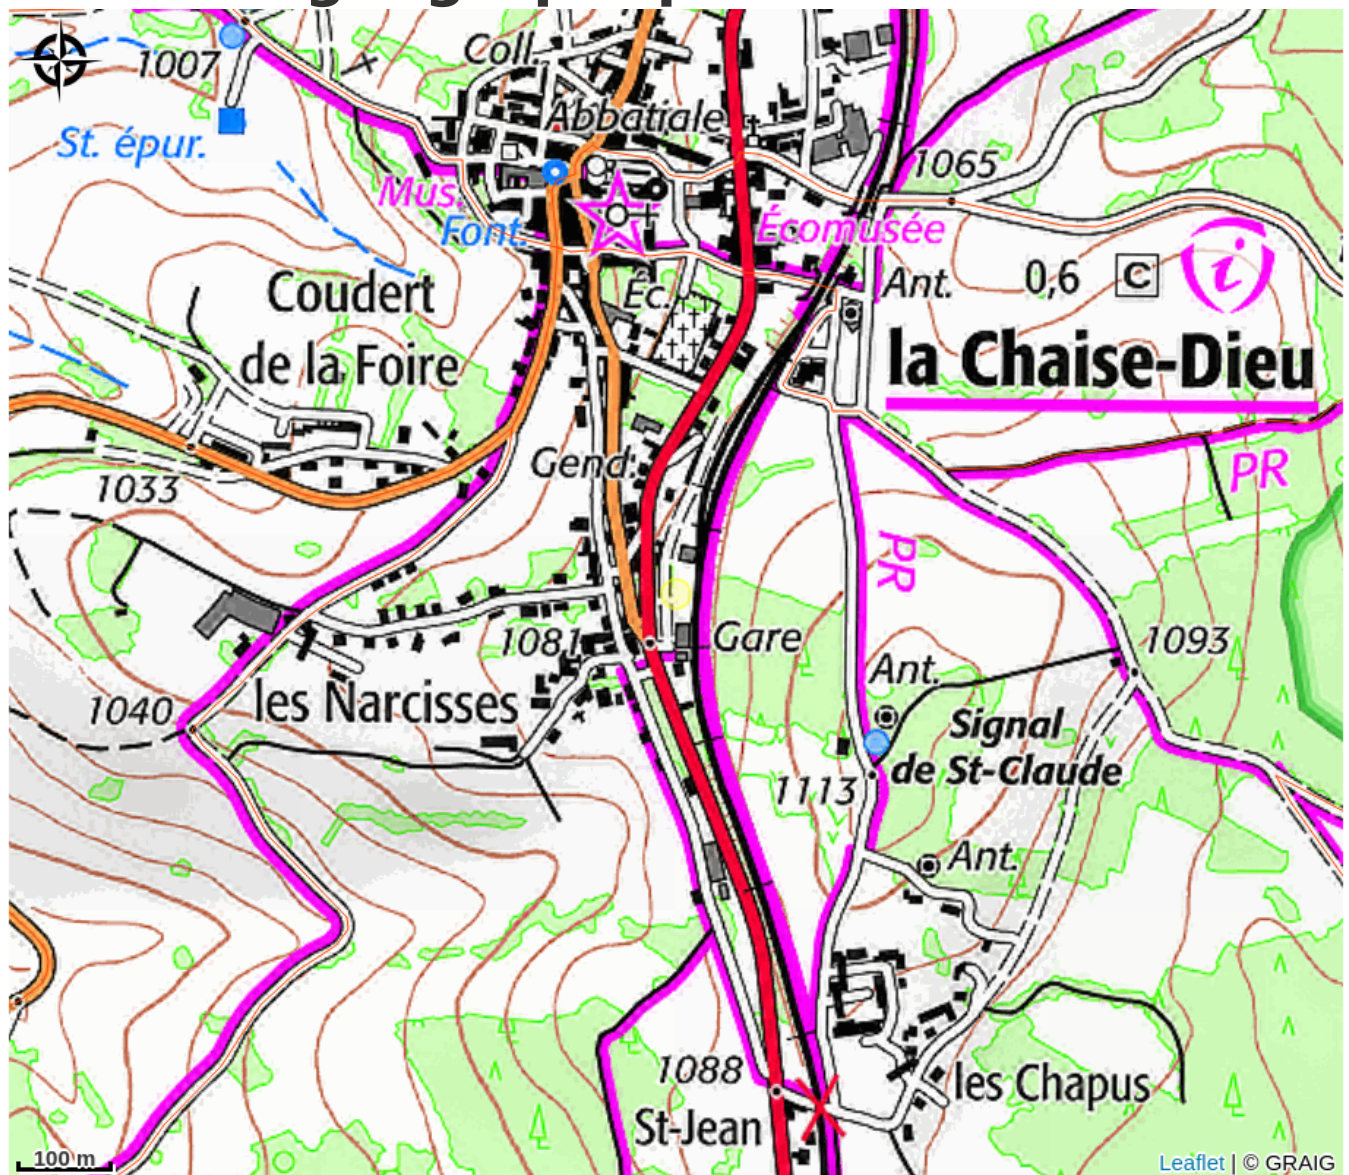 Coll.
1007
Abbatiale
St. épur.
1065
Mus.
Font.
Écomusée
Ant.
0,6 C
i
Éc.
Coudert
de la Foire
la Chaise-Dieu
Gend.
PR
1033
PR
1081
Gare
1093
Ant.
1040
les Narcisses
Signal
de St-Claude
1113
Ant.
1088
les Chapus
St-Jean
100 m
Leaflet | © GRAIG